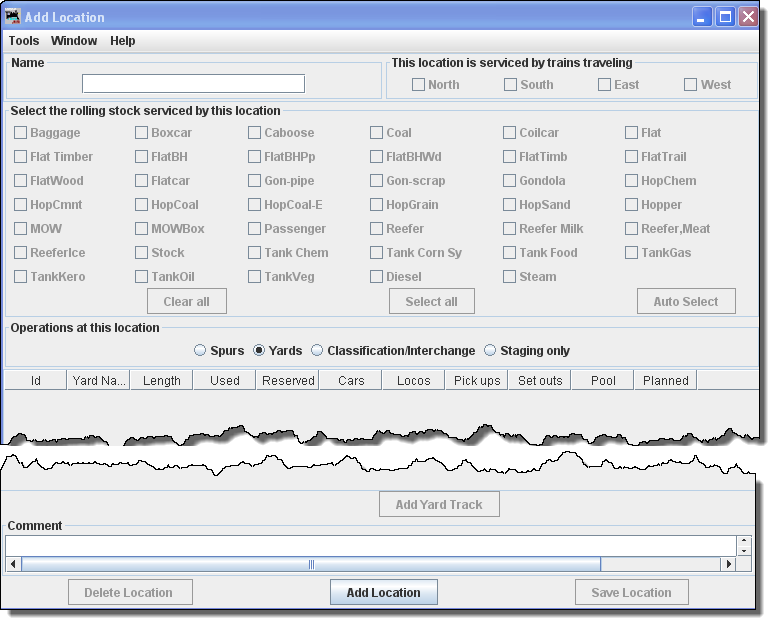 Add Location
Tools Window Help
Name
This location is serviced by trains traveling
North South East West
Select the rolling stock serviced by this location
Baggage Boxcar Caboose Coal Coilcar Flat
Flat Timber FlatBH FlatBHPp FlatBHWd FlatTimb FlatTrail
FlatWood Flatcar Gon-pipe Gon-scrap Gondola HopChem
HopCmnt HopCoal HopCoal-E HopGrain HopSand Hopper
MOW MOWBox Passenger Reefer Reefer Milk Reefer,Meat
ReeferIce Stock Tank Chem Tank Corn Sy Tank Food TankGas
TankKero TankOil TankVeg Diesel Steam
Clear all Select all Auto Select
Operations at this location
Spurs Yards Classification/Interchange Staging only
Id Yard Na... Length Used Reserved Cars Locos Pick ups Set outs Pool Planned
Add Yard Track
Comment
Delete Location Add Location Save Location